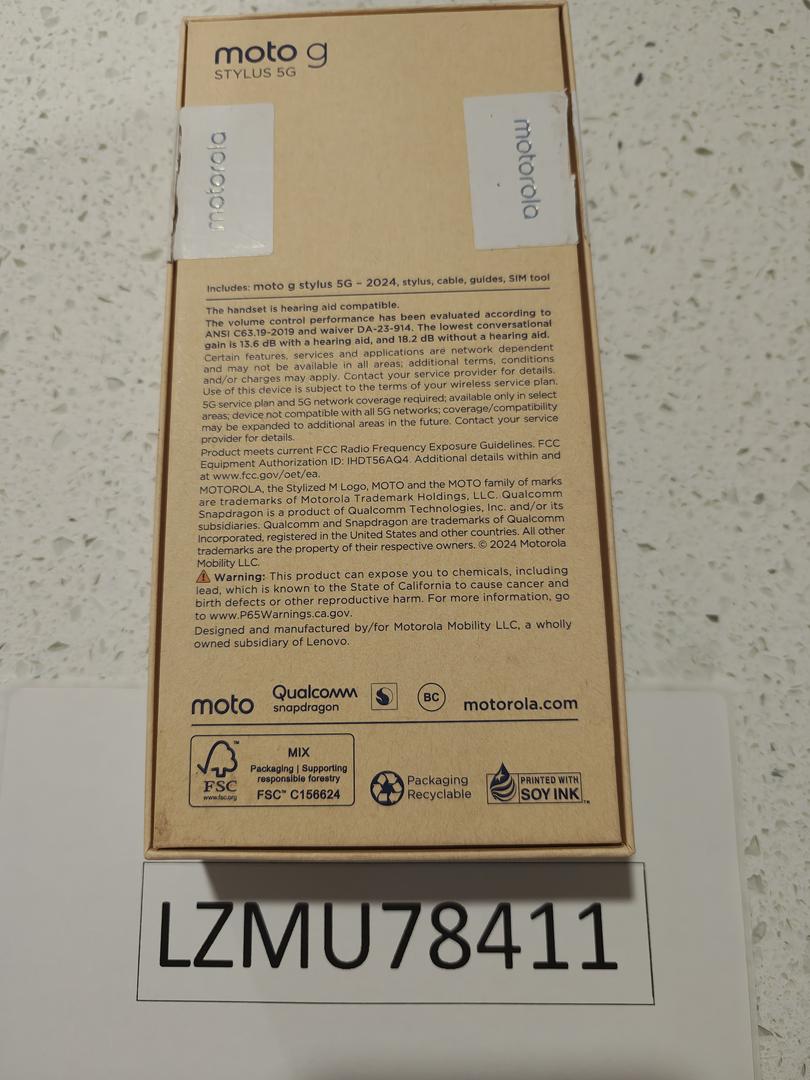 moto g
STYLUS 5G
motorola
motorola
Includes: moto g stylus 5G – 2024, stylus, cable, guides, SIM tool
The handset is hearing aid compatible.
The volume control performance has been evaluated according to
ANSI C63.19-2019 and waiver DA-23-914. The lowest conversational
gain is 13.6 dB with a hearing aid, and 18.2 dB without a hearing aid.
Certain features, services and applications are network dependent
and may not be available in all areas; additional terms, conditions
and/or charges may apply. Contact your service provider for details.
Use of this device is subject to the terms of your wireless service plan.
5G service plan and 5G network coverage required; available only in select
areas; device not compatible with all 5G networks; coverage/compatibility
may be expanded to additional areas in the future. Contact your service
provider for details.
Product meets current FCC Radio Frequency Exposure Guidelines. FCC
Equipment Authorization ID: IHDT56AQ4. Additional details within and
at www.fcc.gov/oet/ea.
MOTOROLA, the Stylized M Logo, MOTO and the MOTO family of marks
are trademarks of Motorola Trademark Holdings, LLC. Qualcomm
Snapdragon is a product of Qualcomm Technologies, Inc. and/or its
subsidiaries. Qualcomm and Snapdragon are trademarks of Qualcomm
Incorporated, registered in the United States and other countries. All other
trademarks are the property of their respective owners. © 2024 Motorola
Mobility LLC.
Warning: This product can expose you to chemicals, including
lead, which is known to the State of California to cause cancer and
birth defects or other reproductive harm. For more information, go
to www.P65Warnings.ca.gov.
Designed and manufactured by/for Motorola Mobility LLC, a wholly
owned subsidiary of Lenovo.
moto
Qualcomm
snapdragon
BC
motorola.com
FSC
www.fsc.org
MIX
Packaging | Supporting
responsible forestry
FSC™ C156624
Packaging
Recyclable
PRINTED WITH
SOY INK™
LZMU78411